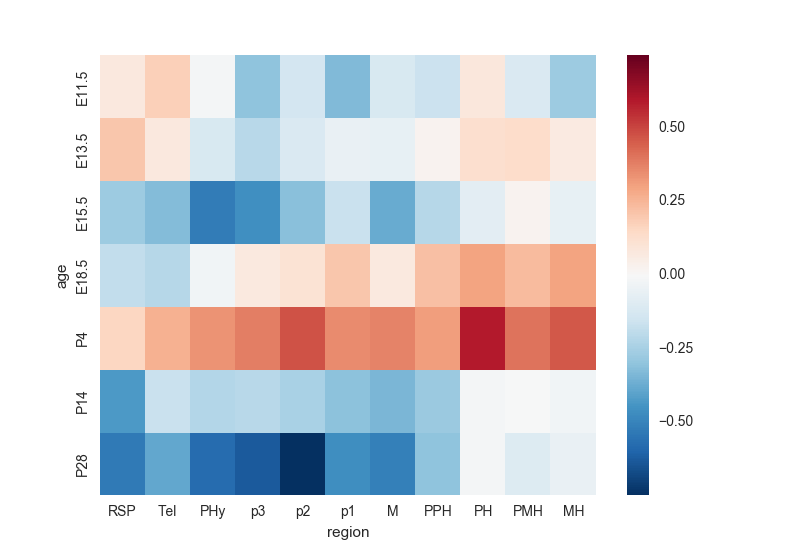 E11.5
E13.5
E15.5
E18.5
P4
P14
P28
age
RSP Tel PHy p3 p2 p1 M PPH PH PMH MH
region
0.50
0.25
0.00
−0.25
−0.50